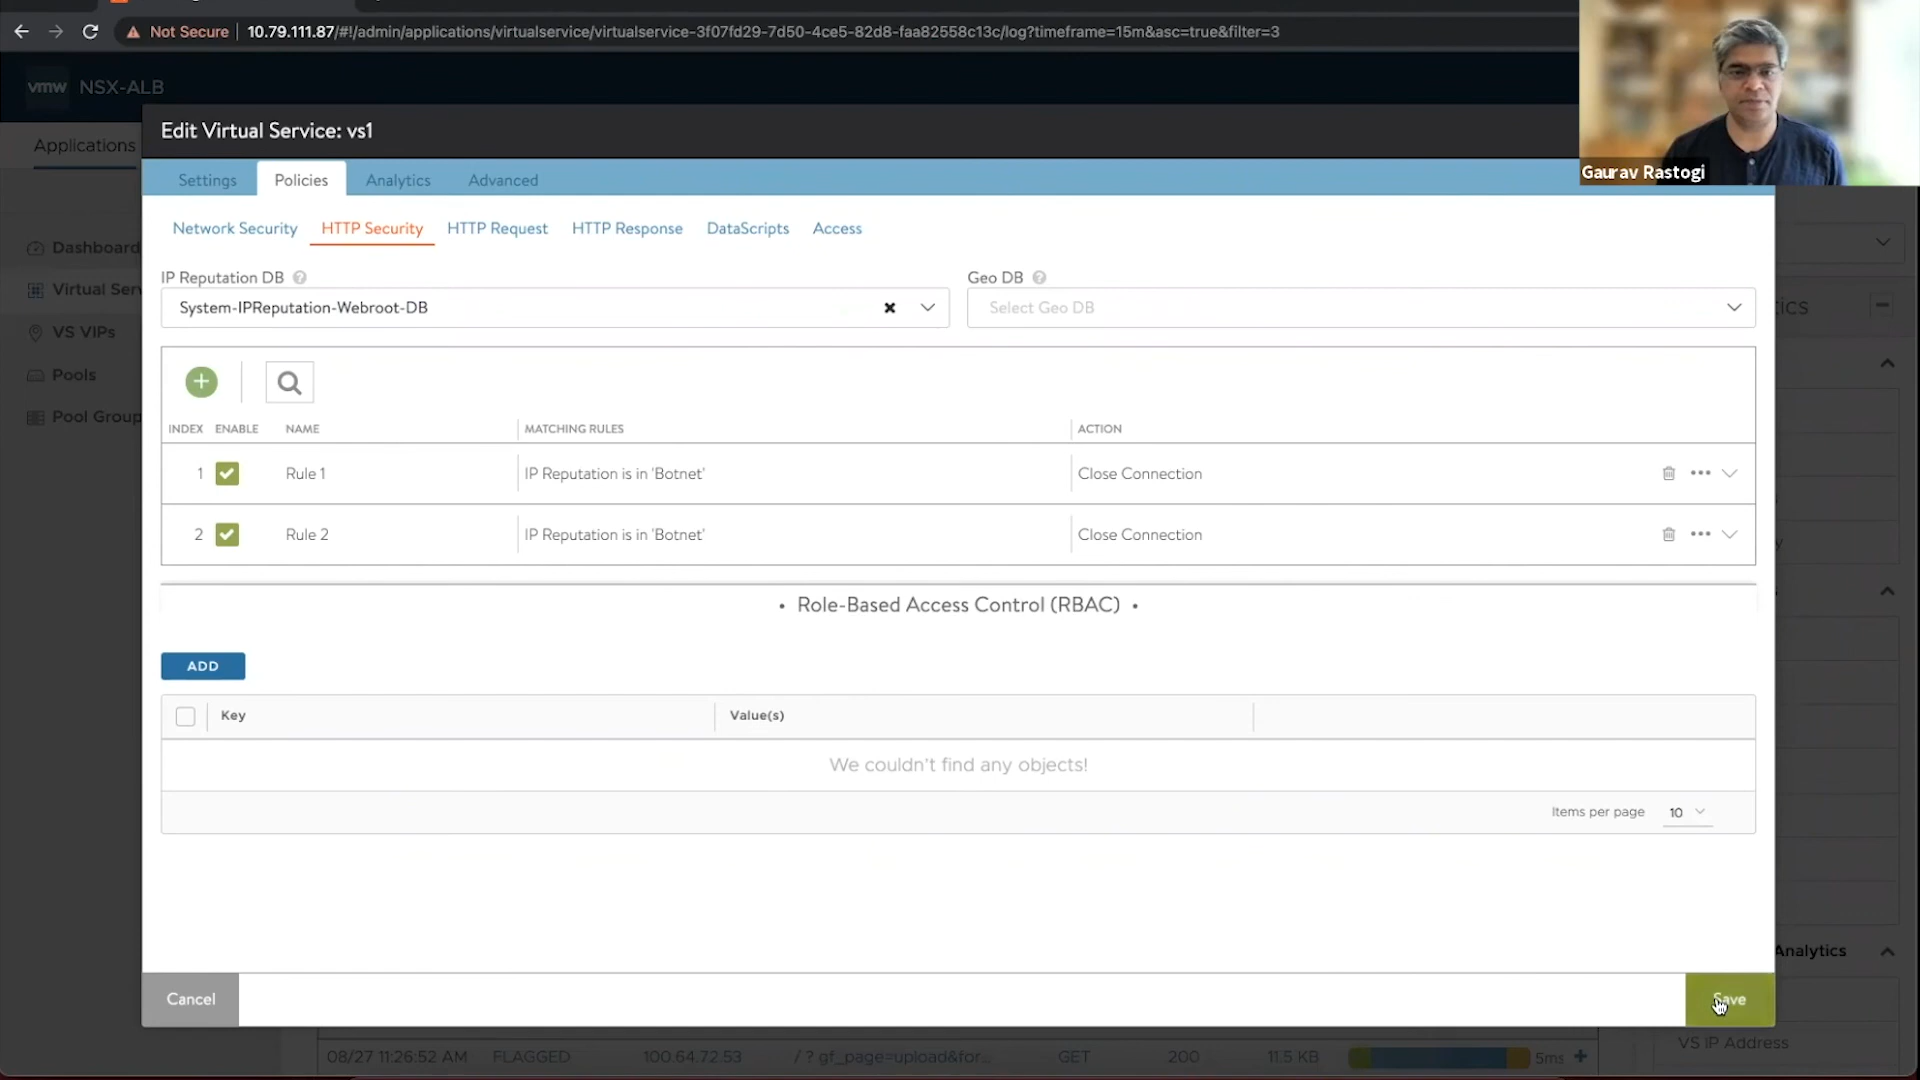 Not Secure 10.79.111.87/#!/admin/applications/virtualservice/virtualservice-3f07fd29-7d50-4ce5-82d8-faa82558c13c/log?timeframe=15m&asc=true&filter=3
vmw NSX-ALB
Gaurav Rastogi
Edit Virtual Service: vs1
Applications
Settings Policies Analytics Advanced
Network Security HTTP Security HTTP Request HTTP Response DataScripts Access
Dashboard
Virtual Serv
VS VIPs
Pools
Pool Group
IP Reputation DB ? Geo DB ?
System-IPReputation-Webroot-DB Select Geo DB
INDEX ENABLE NAME MATCHING RULES ACTION
1 Rule 1 IP Reputation is in 'Botnet' Close Connection
2 Rule 2 IP Reputation is in 'Botnet' Close Connection
• Role-Based Access Control (RBAC) •
ADD
Key Value(s)
We couldn't find any objects!
Items per page 10
Analytics
Cancel Save
08/27 11:26:52 AM FLAGGED 100.64.72.53 / ? gf_page=upload&for... GET 200 11.5 KB 5ms +
VS IP Address